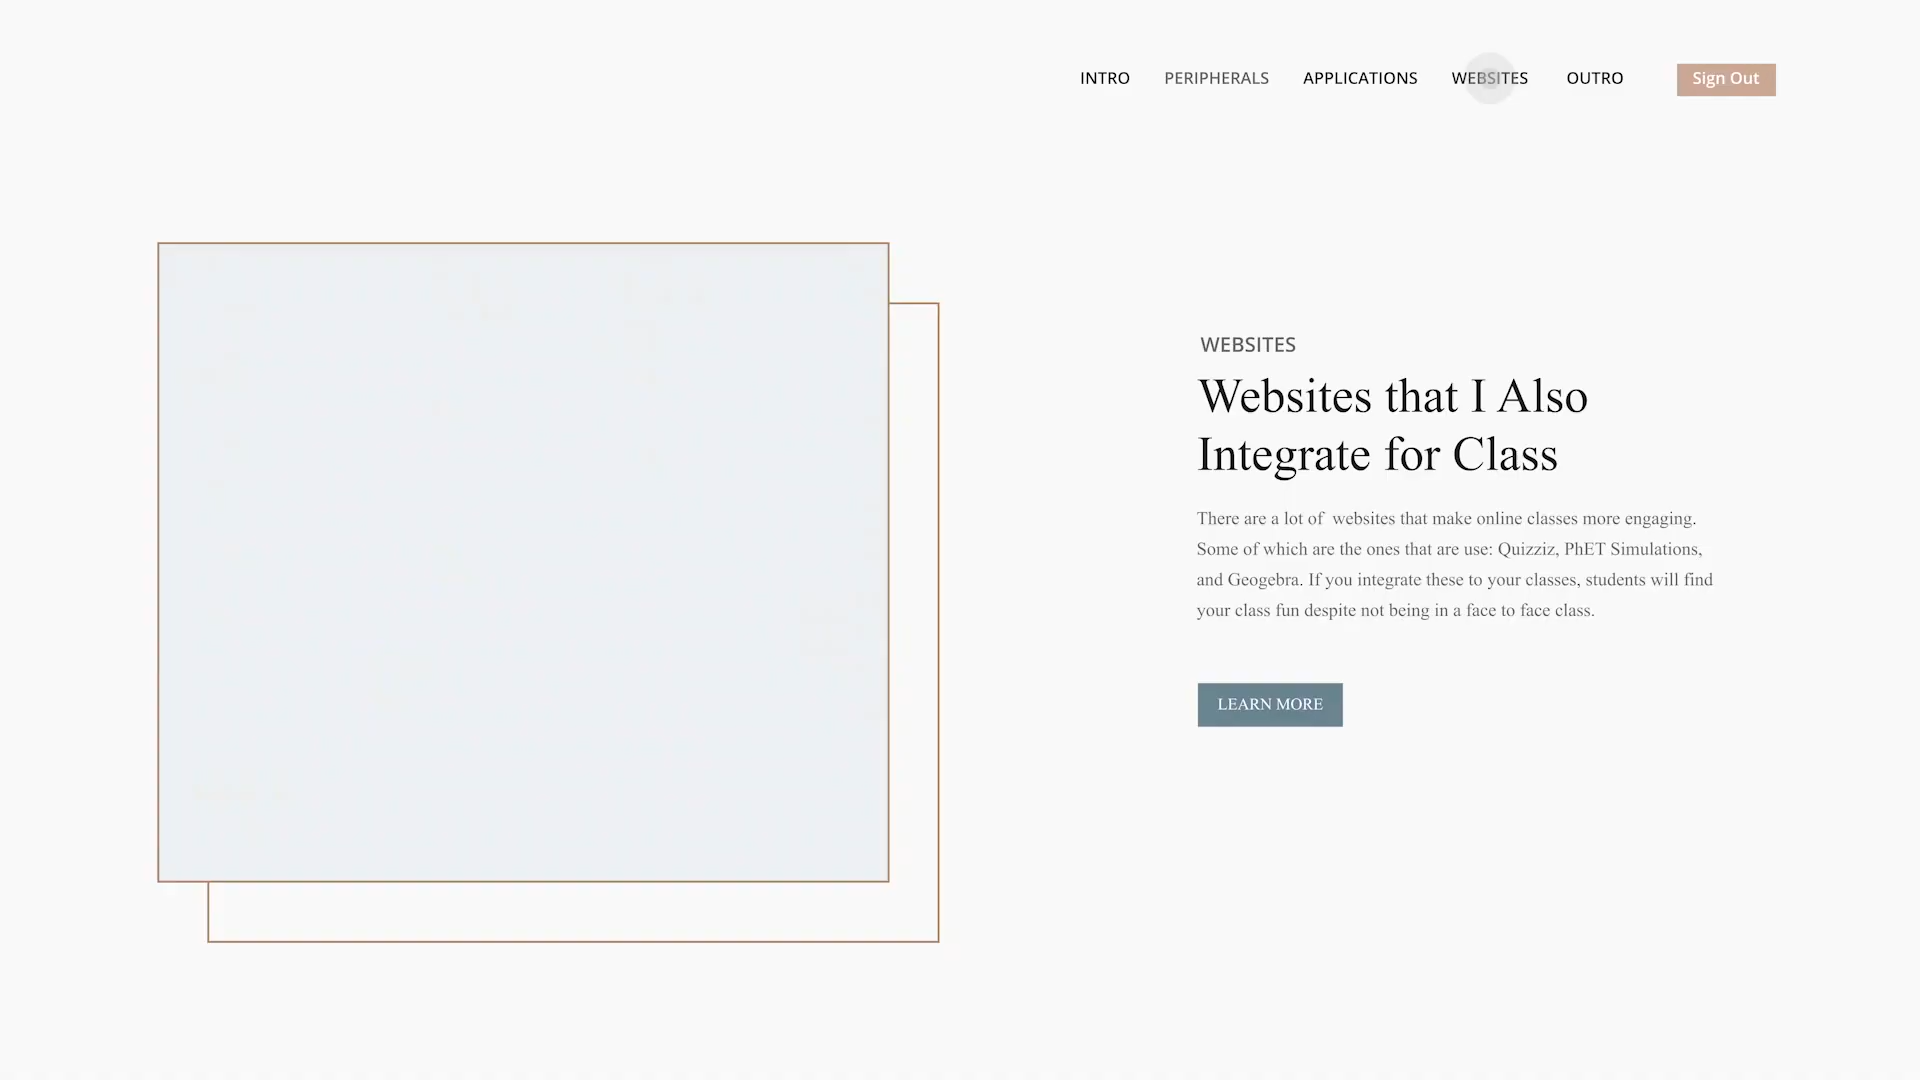 INTRO PERIPHERALS APPLICATIONS WEBSITES OUTRO Sign Out
WEBSITES
Websites that I Also
Integrate for Class
There are a lot of  websites that make online classes more engaging.
Some of which are the ones that are use: Quizziz, PhET Simulations,
and Geogebra. If you integrate these to your classes, students will find
your class fun despite not being in a face to face class.
LEARN MORE